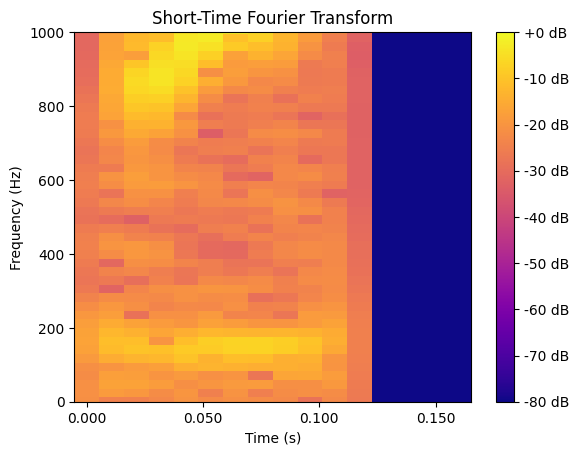 Short-Time Fourier Transform
Frequency (Hz)
1000
800
600
400
200
0
0.000
0.050
0.100
0.150
Time (s)
+0 dB
-10 dB
-20 dB
-30 dB
-40 dB
-50 dB
-60 dB
-70 dB
-80 dB